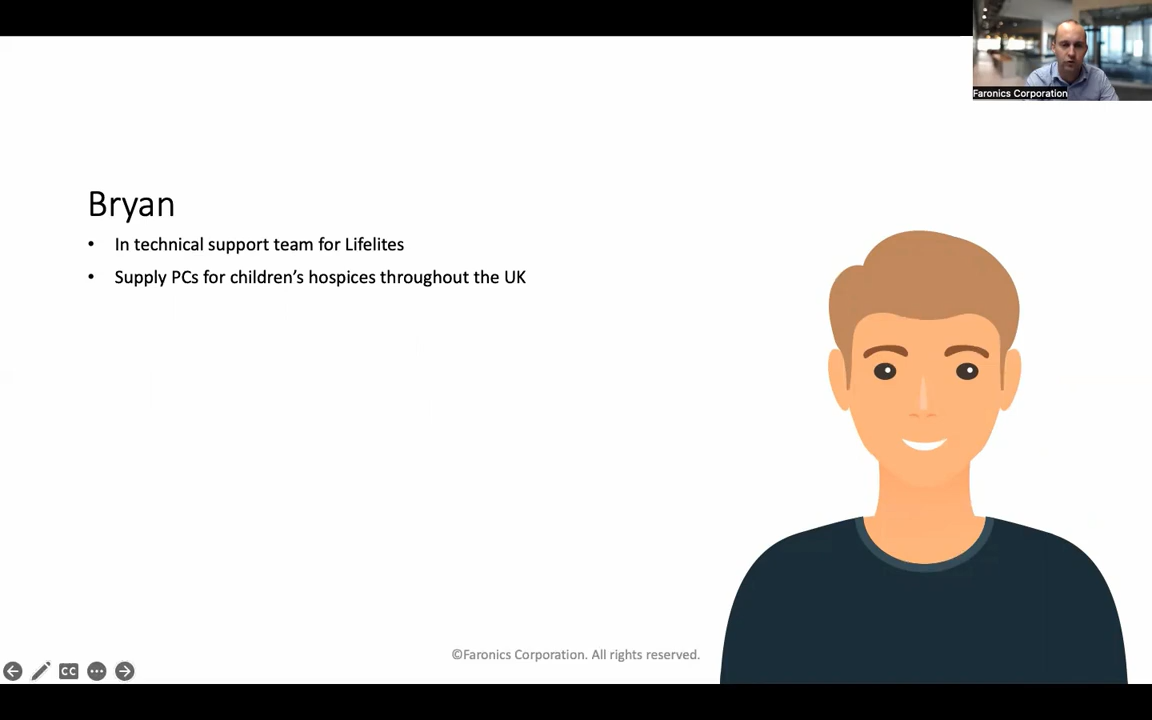 Faronics Corporation
Bryan
• In technical support team for Lifelites
• Supply PCs for children’s hospices throughout the UK
©Faronics Corporation. All rights reserved.
CC